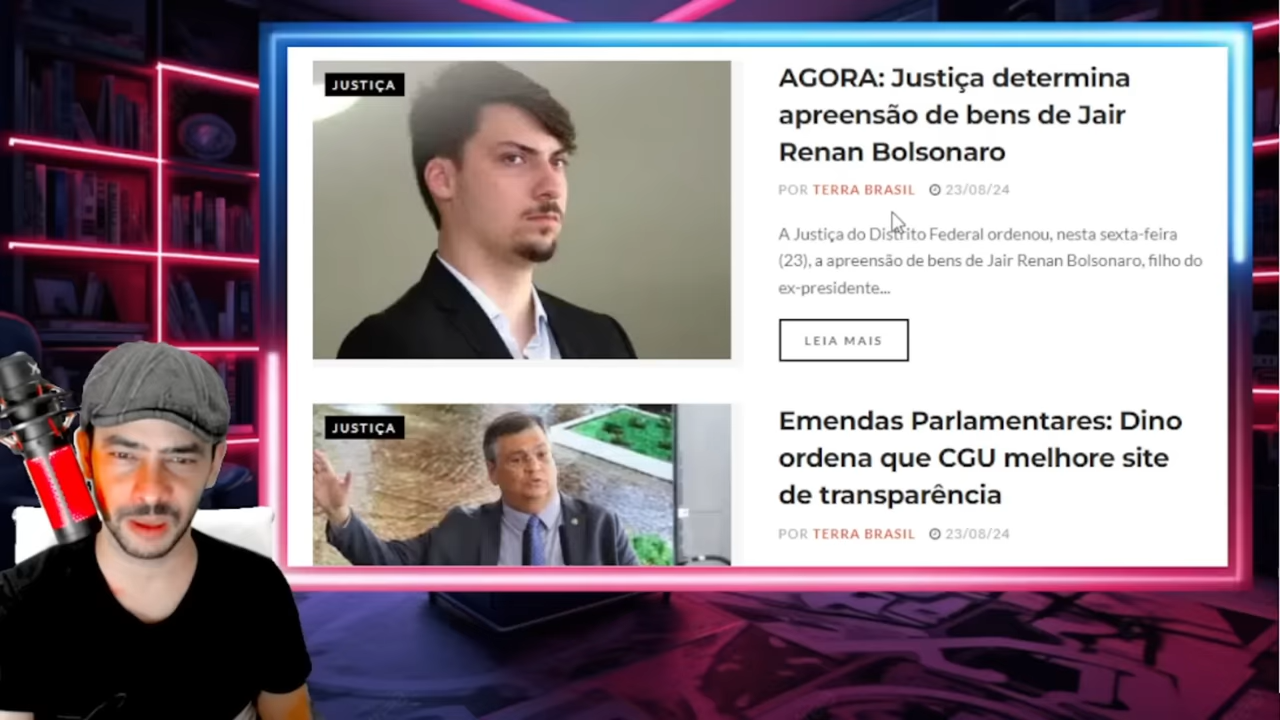 JUSTIÇA
AGORA: Justiça determina
apreensão de bens de Jair
Renan Bolsonaro
POR TERRA BRASIL 23/08/24
A Justiça do Distrito Federal ordenou, nesta sexta-feira
(23), a apreensão de bens de Jair Renan Bolsonaro, filho do
ex-presidente...
LEIA MAIS
JUSTIÇA
Emendas Parlamentares: Dino
ordena que CGU melhore site
de transparência
POR TERRA BRASIL 23/08/24